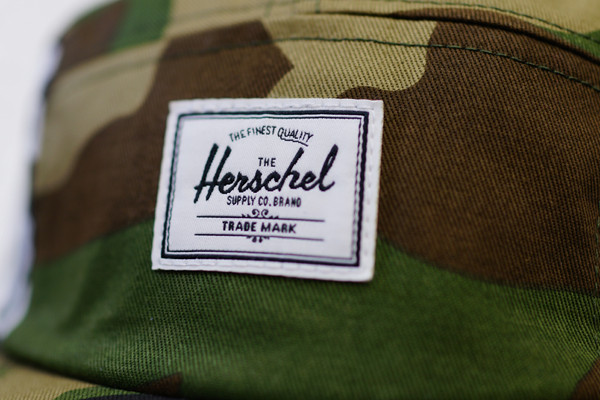 THE FINEST QUALITY
THE
Herschel
SUPPLY CO. BRAND
TRADE MARK